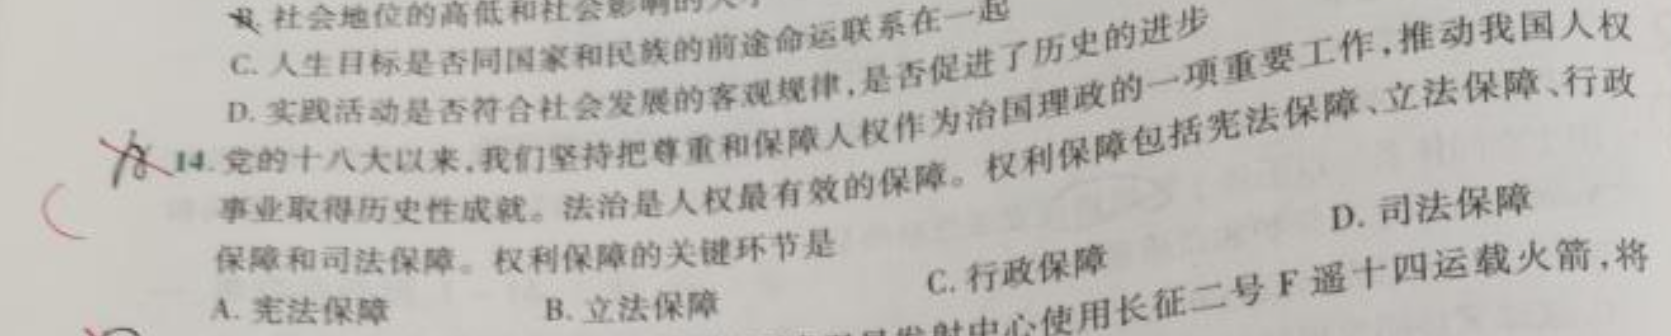 B. 社会地位的高低和社会影响的大小
C. 人生目标是否同国家和民族的前途命运联系在一起
D. 实践活动是否符合社会发展的客观规律,是否促进了历史的进步
14. 党的十八大以来,我们坚持把尊重和保障人权作为治国理政的一项重要工作,推动我国人权
事业取得历史性成就。法治是人权最有效的保障。权利保障包括宪法保障、立法保障、行政
保障和司法保障。权利保障的关键环节是
A. 宪法保障 B. 立法保障 C. 行政保障 D. 司法保障
发射中心使用长征二号 F 遥十四运载火箭,将